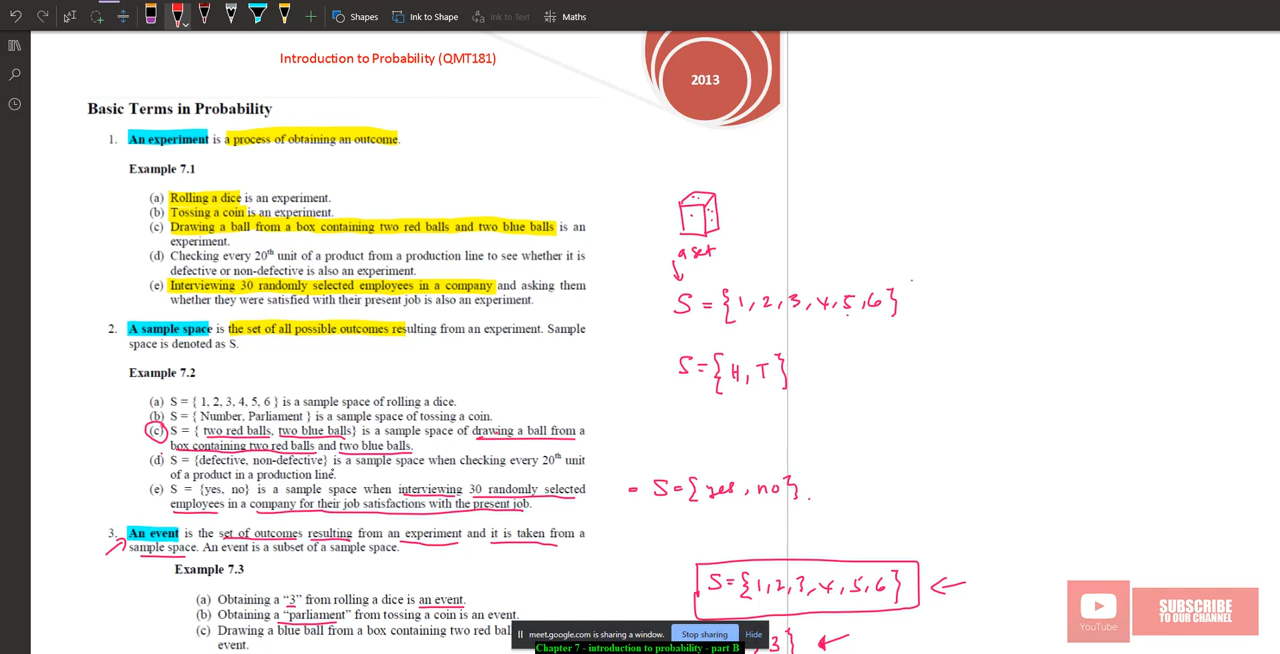 Shapes Ink to Shape Ink to Text Maths
Introduction to Probability (QMT181)
2013
Basic Terms in Probability
1. An experiment is a process of obtaining an outcome.
Example 7.1
(a) Rolling a dice is an experiment.
(b) Tossing a coin is an experiment.
(c) Drawing a ball from a box containing two red balls and two blue balls is an
experiment.
(d) Checking every 20th unit of a product from a production line to see whether it is
defective or non-defective is also an experiment.
(e) Interviewing 30 randomly selected employees in a company and asking them
whether they were satisfied with their present job is also an experiment.
2. A sample space is the set of all possible outcomes resulting from an experiment. Sample
space is denoted as S.
Example 7.2
(a) S = { 1, 2, 3, 4, 5, 6 } is a sample space of rolling a dice.
(b) S = { Number, Parliament } is a sample space of tossing a coin.
(c) S = { two red balls, two blue balls} is a sample space of drawing a ball from a
box containing two red balls and two blue balls.
(d) S = {defective, non-defective} is a sample space when checking every 20th unit
of a product in a production line.
(e) S = {yes, no} is a sample space when interviewing 30 randomly selected
employees in a company for their job satisfactions with the present job.
3. An event is the set of outcomes resulting from an experiment and it is taken from a
sample space. An event is a subset of a sample space.
Example 7.3
(a) Obtaining a “3” from rolling a dice is an event.
(b) Obtaining a “parliament” from tossing a coin is an event.
(c) Drawing a blue ball from a box containing two red bal
event.
a set
S = {1, 2, 3, 4, 5, 6}
S = {H, T}
- S = {yes, no}.
S = {1, 2, 3, 4, 5, 6}
, 3}
meet.google.com is sharing a window. Stop sharing Hide
Chapter 7 - introduction to probability - part B
YouTube
SUBSCRIBE
TO OUR CHANNEL